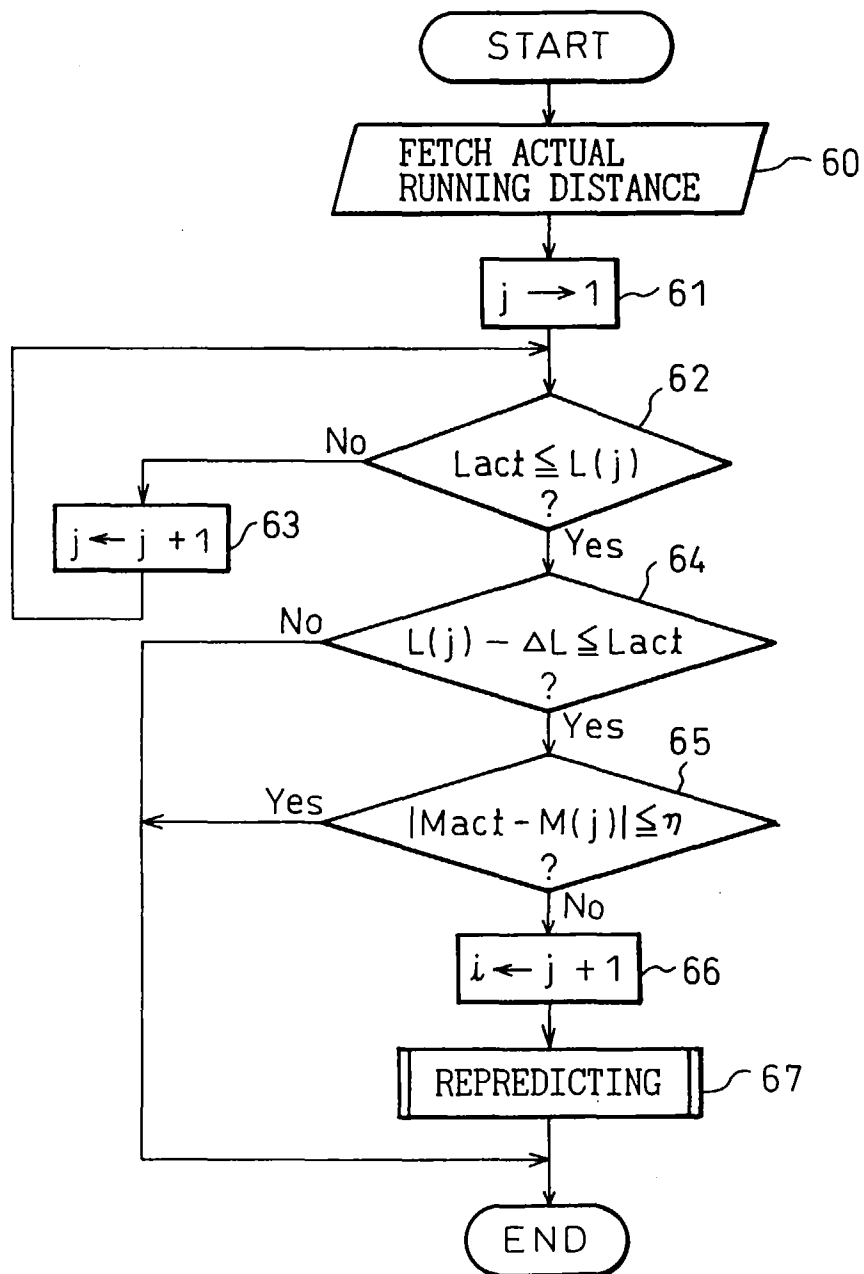 START
FETCH ACTUAL
RUNNING DISTANCE
60
j → 1
61
62
Lact ≦ L(j)
?
No
Yes
j ← j + 1
63
64
L(j) - ΔL ≦ Lact
?
No
Yes
65
|Mact - M(j)| ≦ η
?
Yes
No
i ← j + 1
66
REPREDICTING
67
END